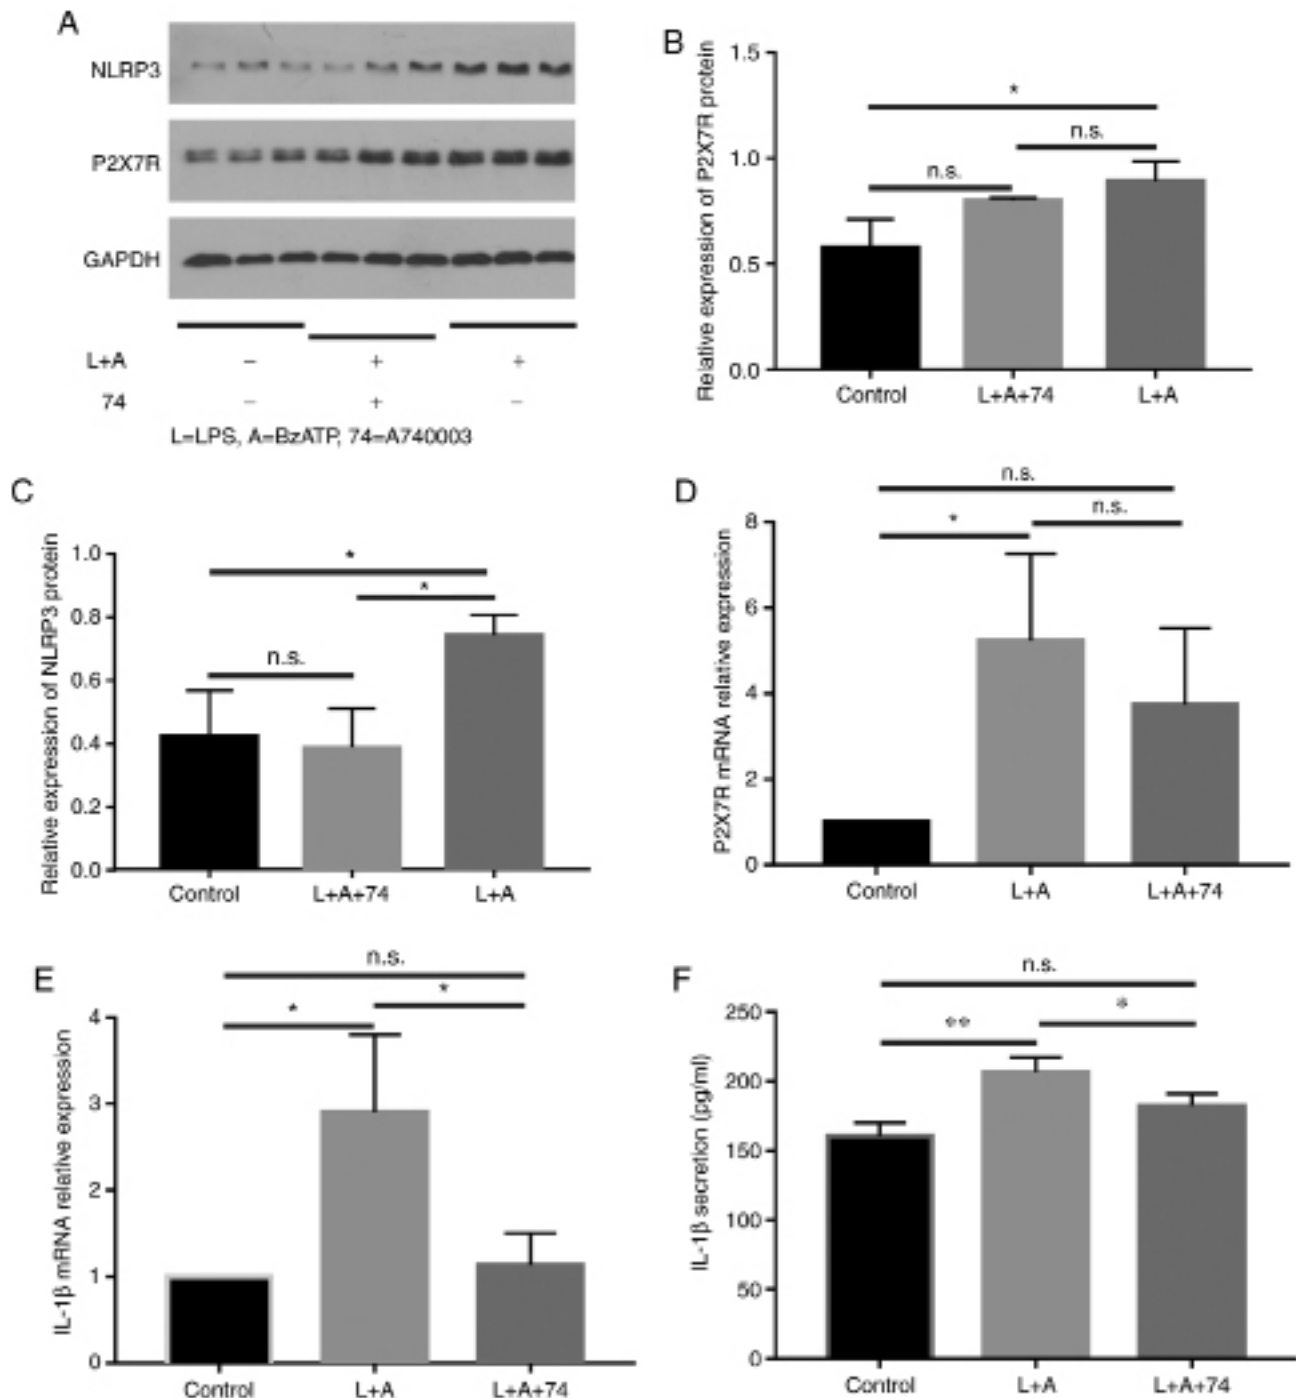 A
NLRP3
P2X7R
GAPDH
L+A − + +
74 − + −
L=LPS, A=BzATP, 74=A740003
B
Relative expression of P2X7R protein
1.5
1.0
0.5
0.0
*
n.s.
n.s.
Control L+A+74 L+A
C
Relative expression of NLRP3 protein
1.0
0.8
0.6
0.4
0.2
0.0
*
*
n.s.
Control L+A+74 L+A
D
P2X7R mRNA relative expression
8
6
4
2
0
n.s.
* n.s.
Control L+A L+A+74
E
IL-1β mRNA relative expression
4
3
2
1
0
n.s.
* *
Control L+A L+A+74
F
IL-1β secretion (pg/ml)
250
200
150
100
50
0
n.s.
** *
Control L+A L+A+74